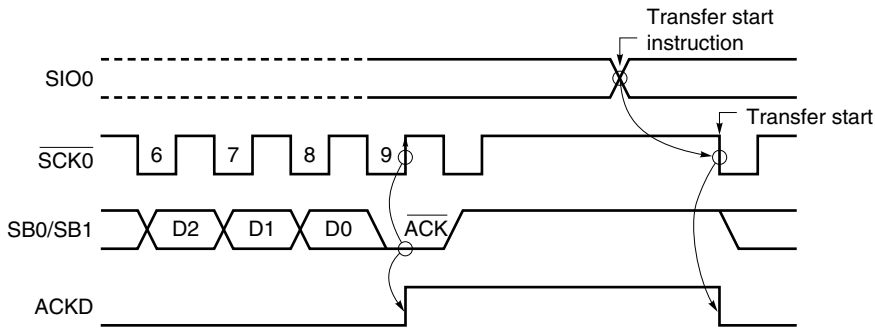 Transfer start
instruction
SIO0
Transfer start
SCK0
6 7 8 9
SB0/SB1
D2 D1 D0 ACK
ACKD